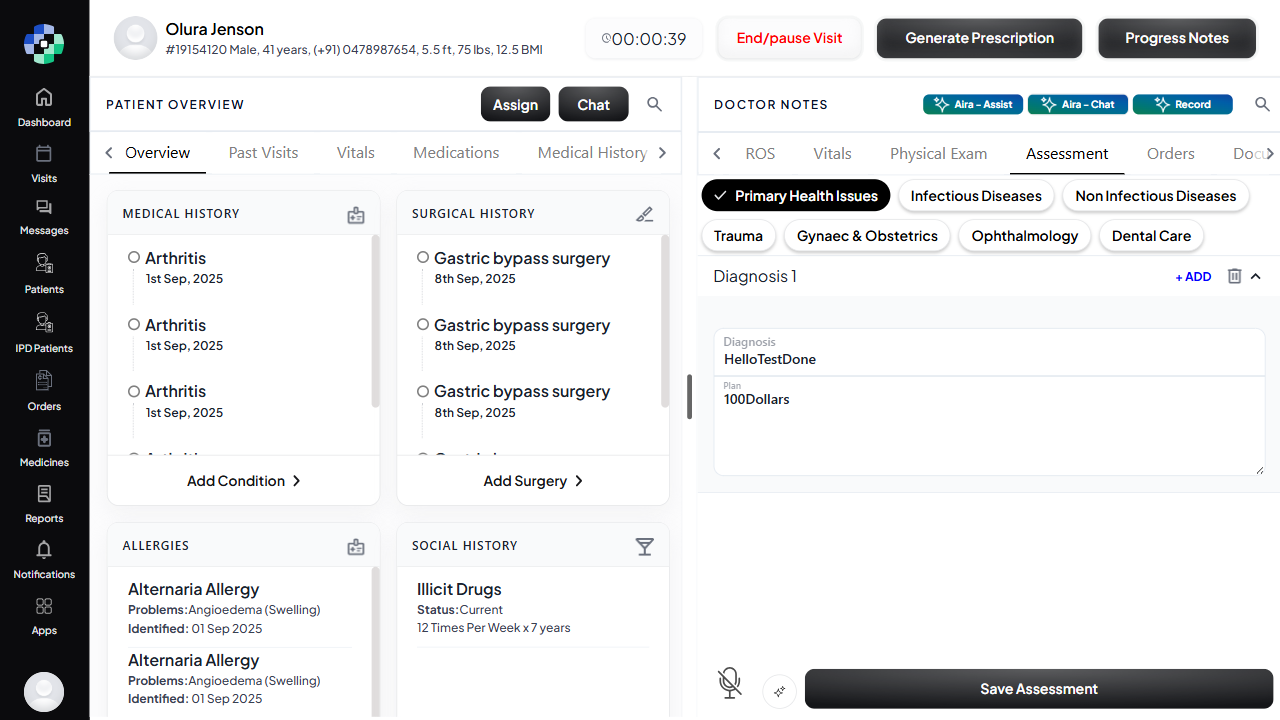 Olura Jenson
#19154120 Male, 41 years, (+91) 0478987654, 5.5 ft, 75 lbs, 12.5 BMI
00:00:39
End/pause Visit
Generate Prescription
Progress Notes
Dashboard
Visits
Messages
Patients
IPD Patients
Orders
Medicines
Reports
Notifications
Apps
PATIENT OVERVIEW
Assign
Chat
Overview
Past Visits
Vitals
Medications
Medical History
MEDICAL HISTORY
Arthritis
1st Sep, 2025
Arthritis
1st Sep, 2025
Arthritis
1st Sep, 2025
Add Condition
SURGICAL HISTORY
Gastric bypass surgery
8th Sep, 2025
Gastric bypass surgery
8th Sep, 2025
Gastric bypass surgery
8th Sep, 2025
Add Surgery
ALLERGIES
Alternaria Allergy
Problems:Angioedema (Swelling)
Identified: 01 Sep 2025
Alternaria Allergy
Problems:Angioedema (Swelling)
Identified: 01 Sep 2025
SOCIAL HISTORY
Illicit Drugs
Status:Current
12 Times Per Week x 7 years
DOCTOR NOTES
Aira - Assist
Aira - Chat
Record
ROS
Vitals
Physical Exam
Assessment
Orders
Docu
Primary Health Issues
Infectious Diseases
Non Infectious Diseases
Trauma
Gynaec & Obstetrics
Ophthalmology
Dental Care
Diagnosis 1
+ ADD
Diagnosis
HelloTestDone
Plan
100Dollars
Save Assessment